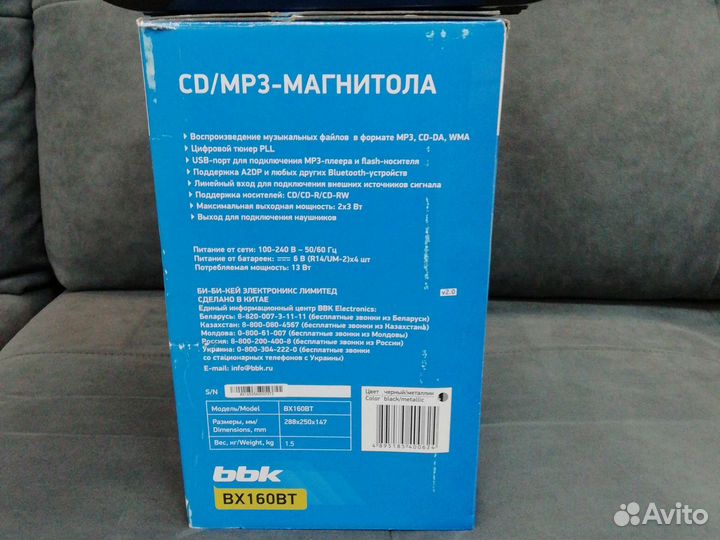 CD/MP3-МАГНИТОЛА
Воспроизведение музыкальных файлов в формате MP3, CD-DA, WMA
Цифровой тюнер PLL
USB-порт для подключения MP3-плеера и flash-носителя
Поддержка A2DP и любых других Bluetooth-устройств
Линейный вход для подключения внешних источников сигнала
Поддержка носителей: CD/CD-R/CD-RW
Максимальная выходная мощность: 2x3 Вт
Выход для подключения наушников
Питание от сети: 100-240 В ~ 50/60 Гц
Питание от батареек: 6 В (R14/UM-2)x4 шт
Потребляемая мощность: 13 Вт
v2.0
БИ-БИ-КЕЙ ЭЛЕКТРОНИКС ЛИМИТЕД
СДЕЛАНО В КИТАЕ
Единый информационный центр BBK Electronics:
Беларусь: 8-820-007-3-11-11 (бесплатные звонки из Беларуси)
Казахстан: 8-800-080-4567 (бесплатные звонки из Казахстана)
Молдова: 0-800-61-007 (бесплатные звонки из Молдовы)
Россия: 8-800-200-400-8 (бесплатные звонки из России)
Украина: 0-800-304-222-0 (бесплатные звонки
со стационарных телефонов с Украины)
E-mail: info@bbk.ru
S/N
Цвет черный/металлик
Color black/metallic
Модель/Model BX160BT
Размеры, мм/ 288x250x147
Dimensions, mm
Вес, кг/Weight, kg 1.5
4 893185 400624
bbk
BX160BT
Avito